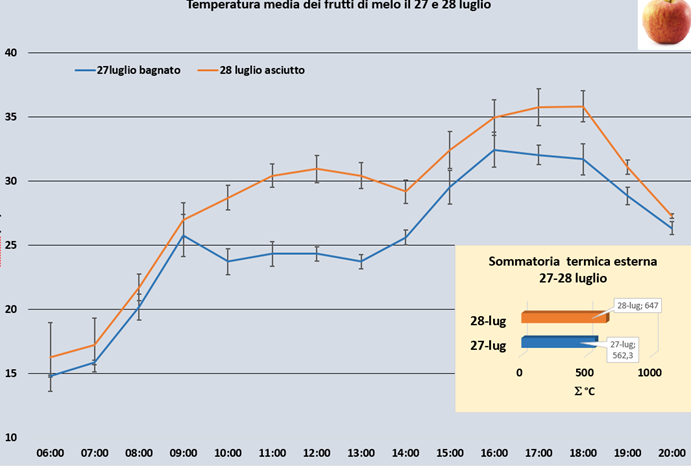 Temperatura media dei frutti di melo il 27 e 28 luglio
40
27luglio bagnato
28 luglio asciutto
35
30
25
20
15
10
06:00 07:00 08:00 09:00 10:00 11:00 12:00 13:00 14:00 15:00 16:00 17:00 18:00 19:00 20:00
Sommatoria termica esterna
27-28 luglio
28-lug; 647
28-lug
27-lug
27-lug;
562,3
0 500 1000
Σ °C